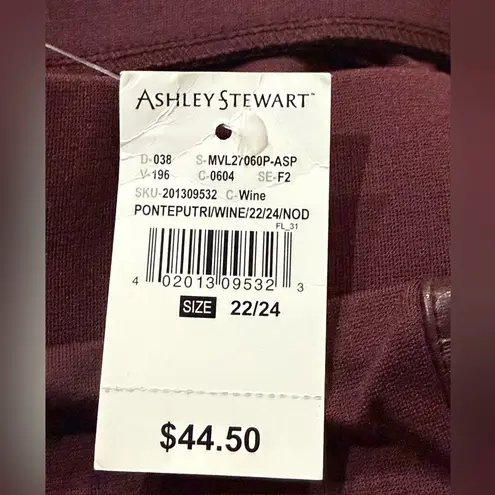 ASHLEY STEWART™
D-038 S-MVL27060P-ASP
V-196 C-0604 SE-F2
SKU-201309532 C-Wine
PONTEPUTRI/WINE/22/24/NOD
FL_31
4 02013 09532 3
SIZE 22/24
$44.50